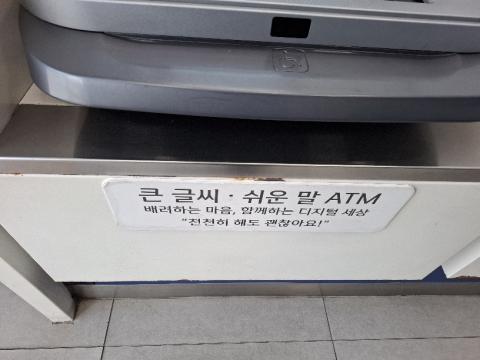 큰 글씨 · 쉬운 말 ATM
배려하는 마음, 함께하는 디지털 세상
"천천히 해도 괜찮아요!"